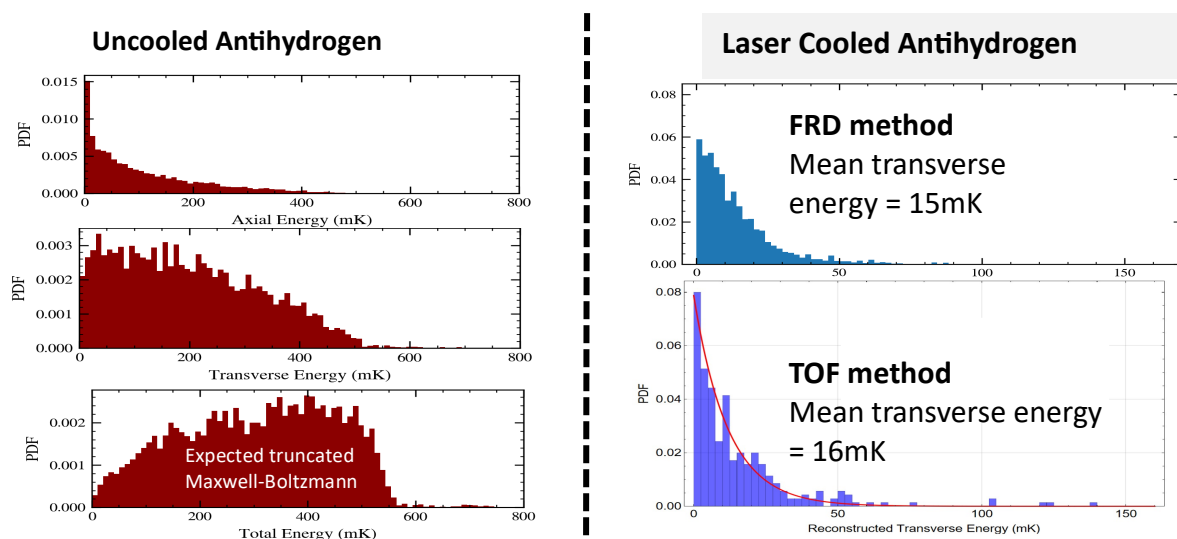 Uncooled Antihydrogen
0.015
0.010
0.005
0.000
PDF
0 200 400 600 800
Axial Energy (mK)
0.003
0.002
0.001
0.000
PDF
0 200 400 600 800
Transverse Energy (mK)
0.002
0.001
0.000
PDF
Expected truncated
Maxwell-Boltzmann
0 200 400 600 800
Total Energy (mK)
Laser Cooled Antihydrogen
0.08
0.06
0.04
0.02
0.00
PDF
FRD method
Mean transverse
energy = 15mK
0 50 100 150
0.08
0.06
0.04
0.02
0.00
PDF
TOF method
Mean transverse energy
= 16mK
0 50 100 150
Reconstructed Transverse Energy (mK)